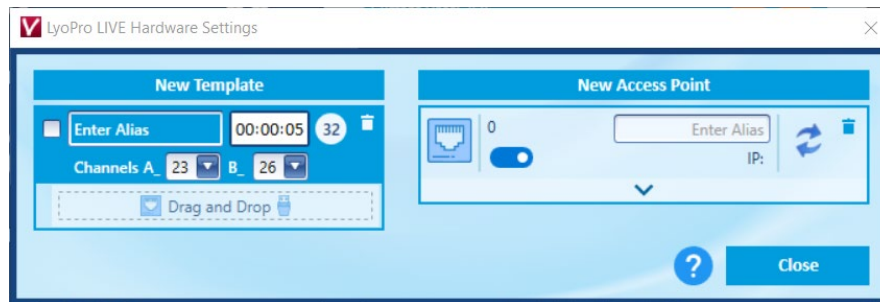 LyoPro LIVE Hardware Settings
New Template
Enter Alias 00:00:05 32
Channels A_ 23 B_ 26
Drag and Drop
New Access Point
0 Enter Alias
IP:
? Close